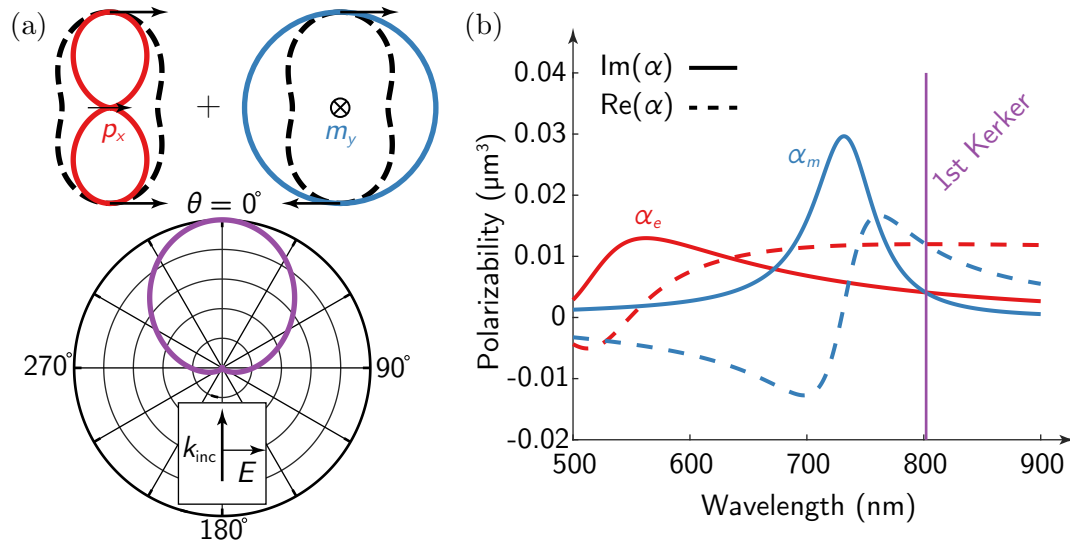 (a)
p_x
+
m_y
θ = 0°
270°
90°
k_inc
E
180°
(b)
Im(α)
Re(α)
α_m
α_e
1st Kerker
Polarizability (µm³)
0.04
0.03
0.02
0.01
0
-0.01
-0.02
500
600
700
800
900
Wavelength (nm)